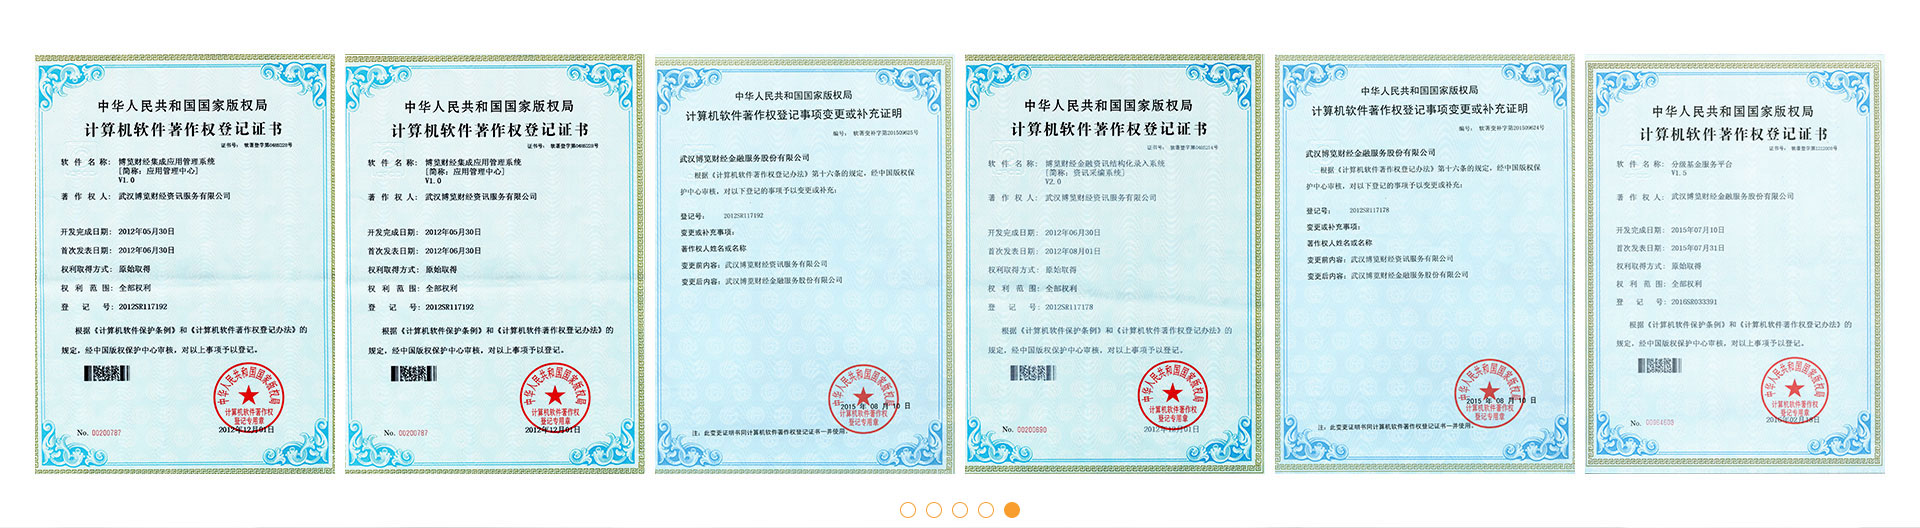 中华人民共和国国家版权局
计算机软件著作权登记证书
证书号： 软著登字第0480228号
软 件 名 称： 博览财经集成应用管理系统
[简称：应用管理中心]
V1.0
著 作 权 人： 武汉博览财经资讯服务有限公司
开发完成日期： 2012年05月30日
首次发表日期： 2012年06月30日
权利取得方式： 原始取得
权 利 范 围： 全部权利
登 记 号： 2012SR117192
根据《计算机软件保护条例》和《计算机软件著作权登记办法》的
规定，经中国版权保护中心审核，对以上事项予以登记。
中华人民共和国国家版权局
计算机软件著作权
登记专用章
No. 00200787
2012年12月01日
中华人民共和国国家版权局
计算机软件著作权登记证书
证书号： 软著登字第0480228号
软 件 名 称： 博览财经集成应用管理系统
[简称：应用管理中心]
V1.0
著 作 权 人： 武汉博览财经资讯服务有限公司
开发完成日期： 2012年05月30日
首次发表日期： 2012年06月30日
权利取得方式： 原始取得
权 利 范 围： 全部权利
登 记 号： 2012SR117192
根据《计算机软件保护条例》和《计算机软件著作权登记办法》的
规定，经中国版权保护中心审核，对以上事项予以登记。
中华人民共和国国家版权局
计算机软件著作权
登记专用章
No. 00200787
2012年12月01日
中华人民共和国国家版权局
计算机软件著作权登记事项变更或补充证明
编号： 软著变补字第201509625号
武汉博览财经金融服务股份有限公司
根据《计算机软件著作权登记办法》第十六条的规定，经中国版权保
护中心审核，对以下登记的事项予以变更或补充：
登记号： 2012SR117192
变更或补充事项：
著作权人姓名或名称
变更前内容：武汉博览财经资讯服务有限公司
变更后内容：武汉博览财经金融服务股份有限公司
中华人民共和国国家版权局
2015 年 08 月 10 日
计算机软件著作权
登记专用章
注：此变更证明书同计算机软件著作权登记证书一并使用。
中华人民共和国国家版权局
计算机软件著作权登记证书
软 件 名 称： 博览财经金融资讯结构化录入系统
[简称：资讯采编系统]
V2.0
著 作 权 人： 武汉博览财经资讯服务有限公司
开发完成日期： 2012年06月30日
首次发表日期： 2012年08月01日
权利取得方式： 原始取得
权 利 范 围： 全部权利
登 记 号： 2012SR117178
根据《计算机软件保护条例》和《计算机软件著作权登记办法》的
规定，经中国版权保护中心审核，对以上事项予以登记。
中华人民共和国国家版权局
计算机软件著作权
登记专用章
No. 00200690
2012年12月01日
中华人民共和国国家版权局
计算机软件著作权登记事项变更或补充证明
编号： 软著变补字第201509624号
武汉博览财经金融服务股份有限公司
根据《计算机软件著作权登记办法》第十六条的规定，经中国版权保
护中心审核，对以下登记的事项予以变更或补充：
登记号： 2012SR117178
变更或补充事项：
著作权人姓名或名称
变更前内容：武汉博览财经资讯服务有限公司
变更后内容：武汉博览财经金融服务股份有限公司
中华人民共和国国家版权局
2015 年 08 月 10 日
计算机软件著作权
登记专用章
注：此变更证明书同计算机软件著作权登记证书一并使用。
中华人民共和国国家版权局
计算机软件著作权登记证书
软 件 名 称： 分级基金服务平台
V1.5
著 作 权 人： 武汉博览财经金融服务股份有限公司
开发完成日期： 2015年07月10日
首次发表日期： 2015年07月31日
权利取得方式： 原始取得
权 利 范 围： 全部权利
登 记 号： 2016SR033391
根据《计算机软件保护条例》和《计算机软件著作权登记办法》的
规定，经中国版权保护中心审核，对以上事项予以登记。
中华人民共和国国家版权局
计算机软件著作权
登记专用章
No.